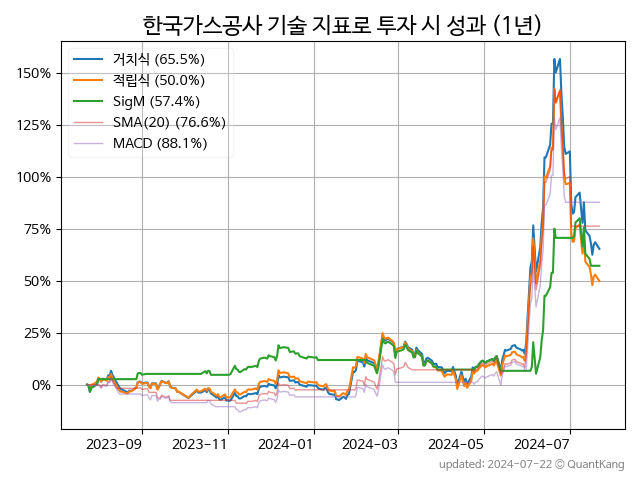 한국가스공사 기술 지표로 투자 시 성과 (1년)
거치식 (65.5%)
적립식 (50.0%)
SigM (57.4%)
SMA(20) (76.6%)
MACD (88.1%)
150%
125%
100%
75%
50%
25%
0%
2023-09 2023-11 2024-01 2024-03 2024-05 2024-07
updated: 2024-07-22 © QuantKang